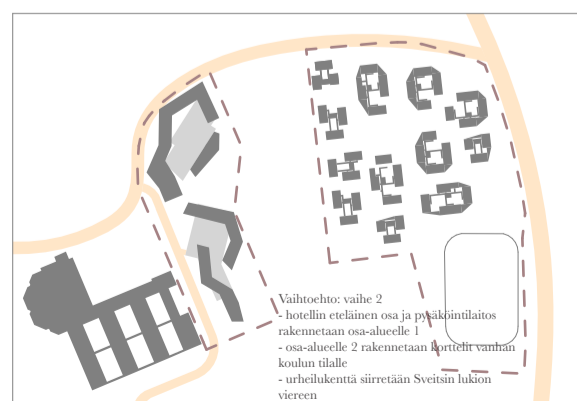 Vaihtoehto: vaihe 2
- hotellin eteläinen osa ja pysäköintilaitos
rakennetaan osa-alueelle 1
- osa-alueelle 2 rakennetaan korttelit vanhan
koulun tilalle
- urheilukenttä siirretään Sveitsin lukion
viereen